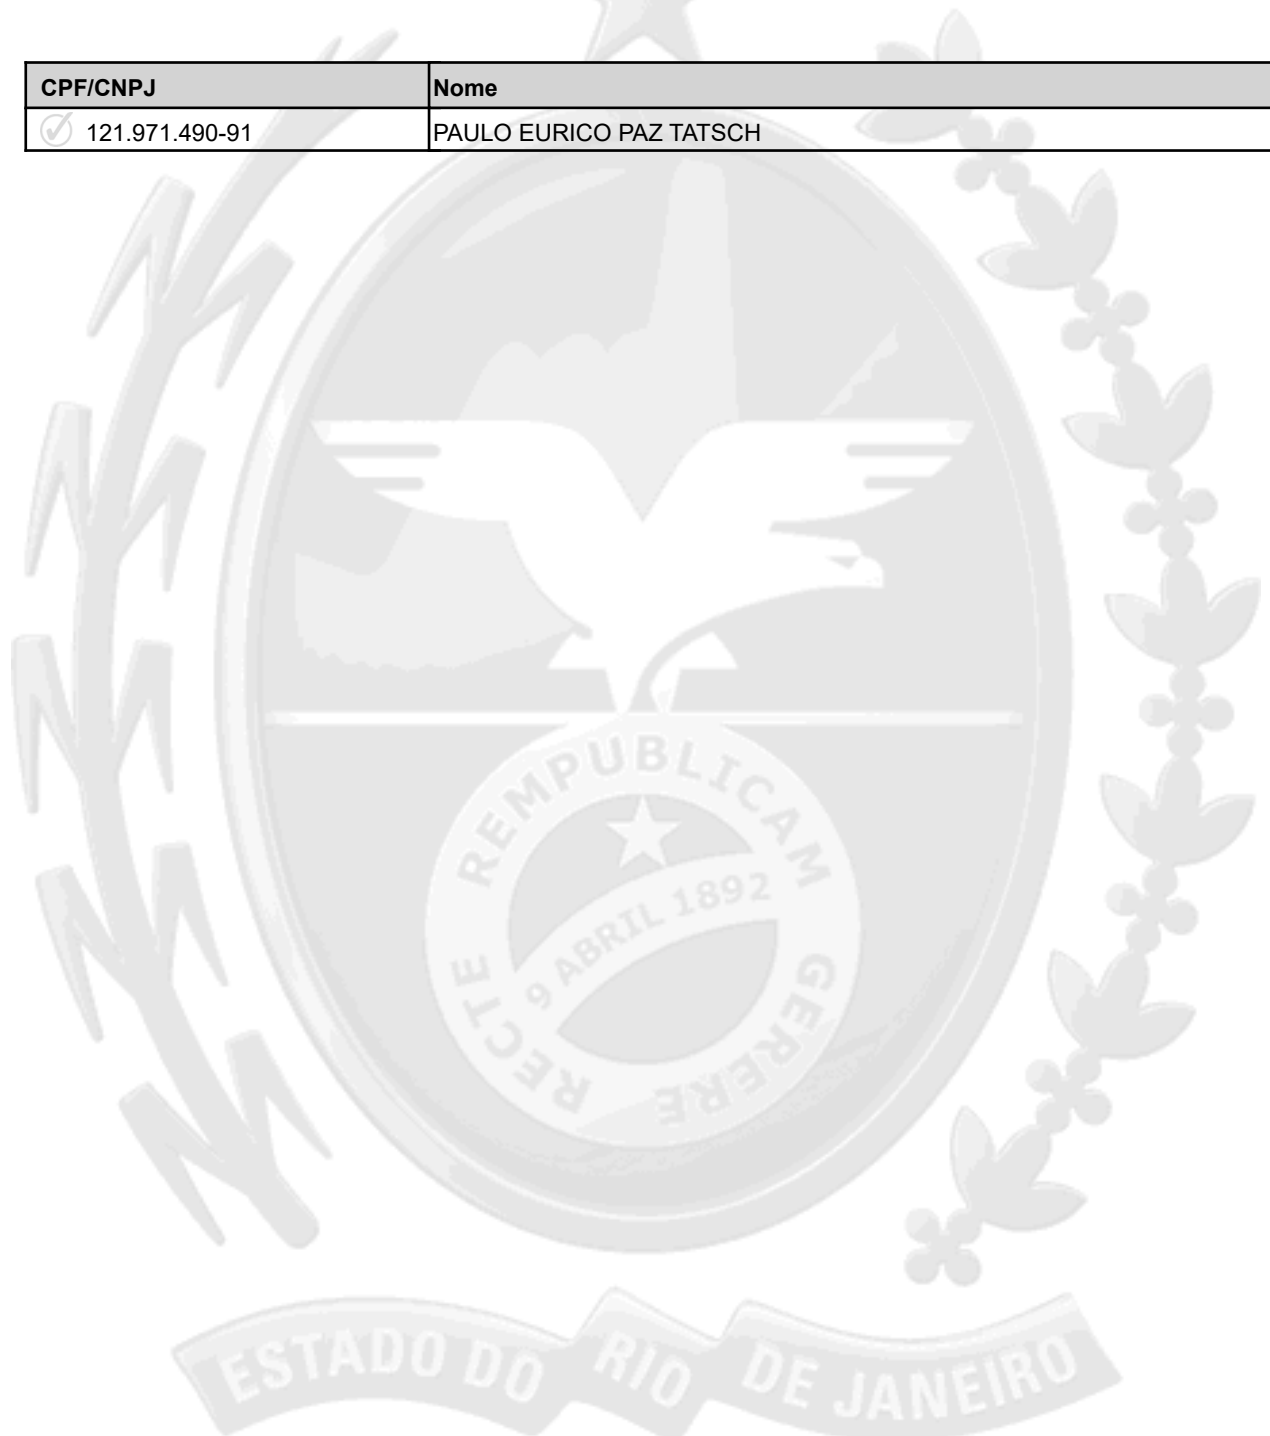 CPF/CNPJ Nome
121.971.490-91 PAULO EURICO PAZ TATSCH
REMPUBLICAM
9 ABRIL 1892
RECTE GERERE
ESTADO DO RIO DE JANEIRO